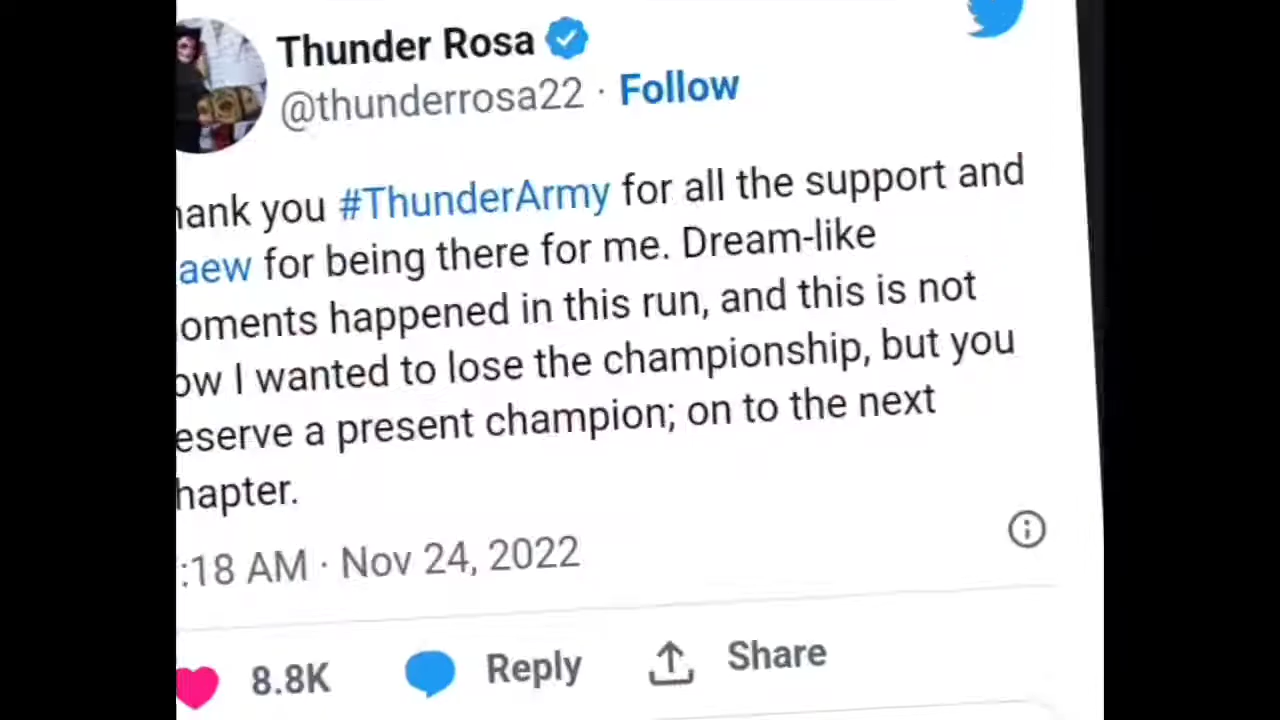 Thunder Rosa
@thunderrosa22 · Follow
hank you #ThunderArmy for all the support and
aew for being there for me. Dream-like
oments happened in this run, and this is not
ow I wanted to lose the championship, but you
eserve a present champion; on to the next
hapter.
:18 AM · Nov 24, 2022
8.8K Reply Share